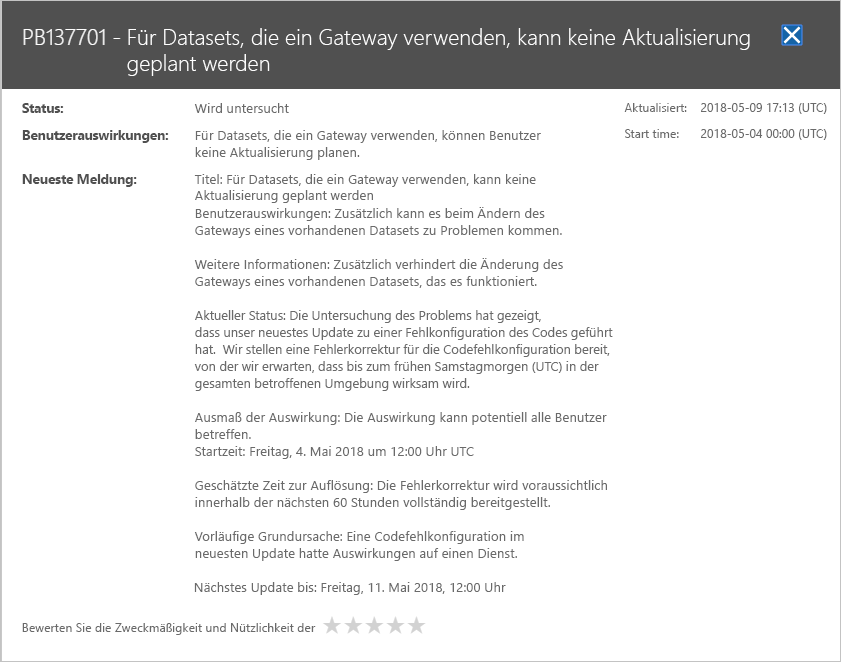 PB137701 - Für Datasets, die ein Gateway verwenden, kann keine Aktualisierung
geplant werden
Status: Wird untersucht Aktualisiert: 2018-05-09 17:13 (UTC)
Benutzerauswirkungen: Für Datasets, die ein Gateway verwenden, können Benutzer Start time: 2018-05-04 00:00 (UTC)
keine Aktualisierung planen.
Neueste Meldung: Titel: Für Datasets, die ein Gateway verwenden, kann keine
Aktualisierung geplant werden
Benutzerauswirkungen: Zusätzlich kann es beim Ändern des
Gateways eines vorhandenen Datasets zu Problemen kommen.
Weitere Informationen: Zusätzlich verhindert die Änderung des
Gateways eines vorhandenen Datasets, das es funktioniert.
Aktueller Status: Die Untersuchung des Problems hat gezeigt,
dass unser neuestes Update zu einer Fehlkonfiguration des Codes geführt
hat. Wir stellen eine Fehlerkorrektur für die Codefehlkonfiguration bereit,
von der wir erwarten, dass bis zum frühen Samstagmorgen (UTC) in der
gesamten betroffenen Umgebung wirksam wird.
Ausmaß der Auswirkung: Die Auswirkung kann potentiell alle Benutzer
betreffen.
Startzeit: Freitag, 4. Mai 2018 um 12:00 Uhr UTC
Geschätzte Zeit zur Auflösung: Die Fehlerkorrektur wird voraussichtlich
innerhalb der nächsten 60 Stunden vollständig bereitgestellt.
Vorläufige Grundursache: Eine Codefehlkonfiguration im
neuesten Update hatte Auswirkungen auf einen Dienst.
Nächstes Update bis: Freitag, 11. Mai 2018, 12:00 Uhr
Bewerten Sie die Zweckmäßigkeit und Nützlichkeit der